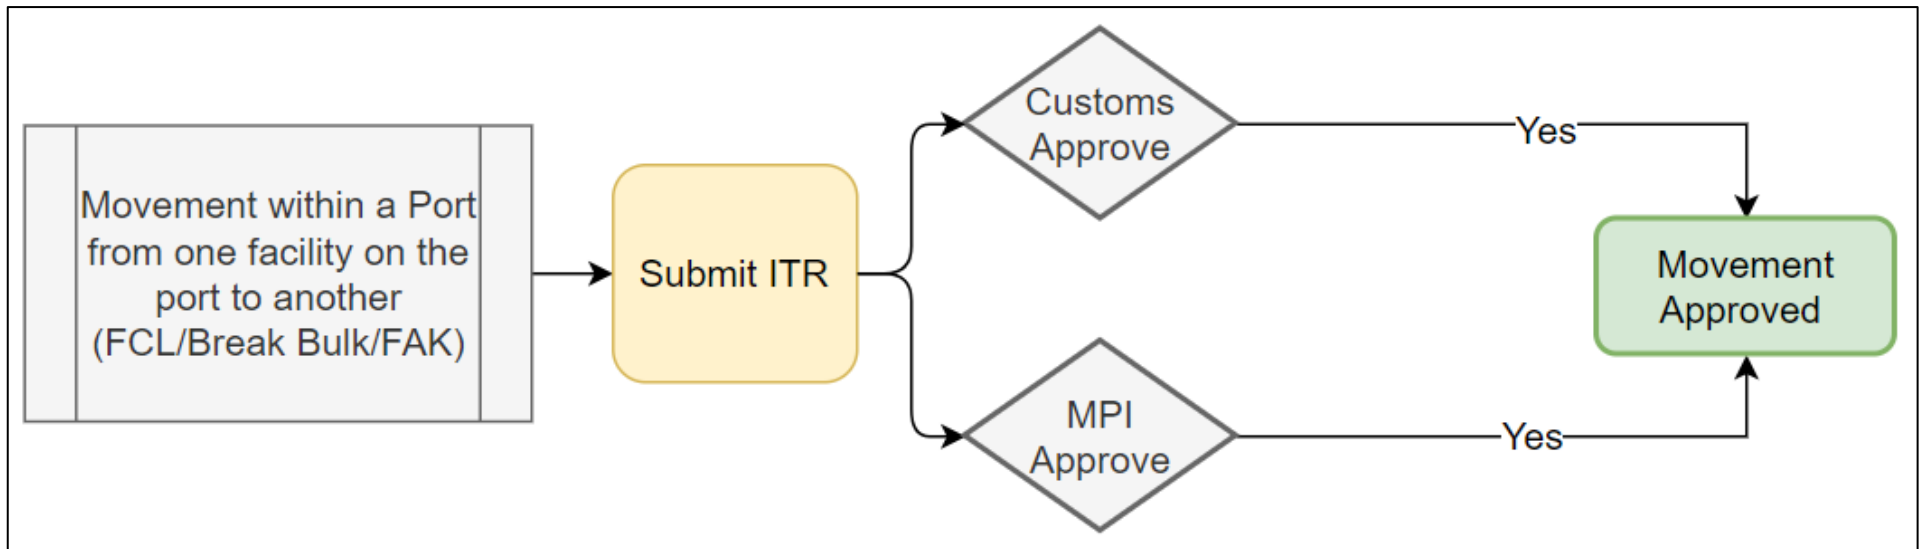 Movement within a Port
from one facility on the
port to another
(FCL/Break Bulk/FAK)
Submit ITR
Customs
Approve
Yes
MPI
Approve
Yes
Movement
Approved